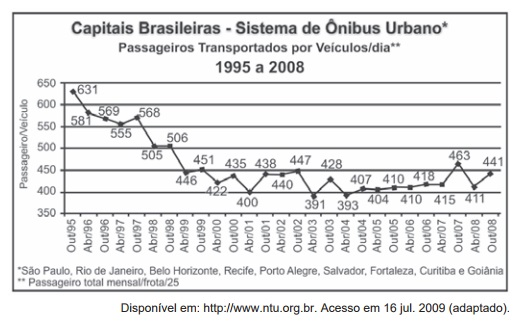 Capitais Brasileiras - Sistema de Ônibus Urbano*
Passageiros Transportados por Veículos/dia**
1995 a 2008
Passageiro/Veículo
650
600
550
500
450
400
350
631
581
569
555
568
505
506
446
451
422
435
400
438
440
447
391
428
393
407
404
410
410
418
415
463
411
441
Out/95
Abr/96
Out/96
Abr/97
Out/97
Abr/98
Out/98
Abr/99
Out/99
Abr/00
Out/00
Abr/01
Out/01
Abr/02
Out/02
Abr/03
Out/03
Abr/04
Out/04
Abr/05
Out/05
Abr/06
Out/06
Abr/07
Out/07
Abr/08
Out/08
*São Paulo, Rio de Janeiro, Belo Horizonte, Recife, Porto Alegre, Salvador, Fortaleza, Curitiba e Goiânia
** Passageiro total mensal/frota/25
Disponível em: http://www.ntu.org.br. Acesso em 16 jul. 2009 (adaptado).